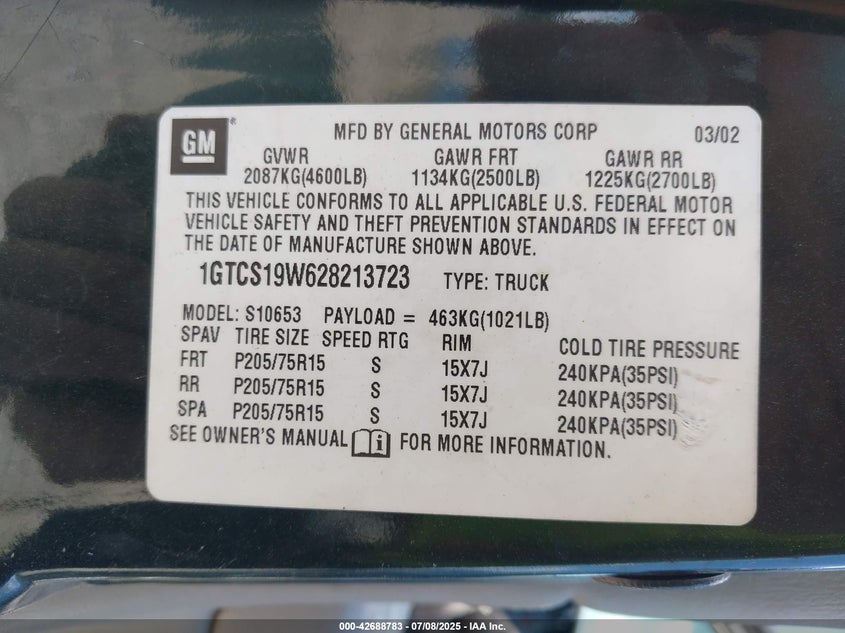 GM
MFD BY GENERAL MOTORS CORP 03/02
GVWR GAWR FRT GAWR RR
2087KG(4600LB) 1134KG(2500LB) 1225KG(2700LB)
THIS VEHICLE CONFORMS TO ALL APPLICABLE U.S. FEDERAL MOTOR
VEHICLE SAFETY AND THEFT PREVENTION STANDARDS IN EFFECT ON
THE DATE OF MANUFACTURE SHOWN ABOVE.
1GTCS19W628213723 TYPE: TRUCK
MODEL: S10653 PAYLOAD = 463KG(1021LB)
SPAV TIRE SIZE SPEED RTG RIM COLD TIRE PRESSURE
FRT P205/75R15 S 15X7J 240KPA(35PSI)
RR P205/75R15 S 15X7J 240KPA(35PSI)
SPA P205/75R15 S 15X7J 240KPA(35PSI)
SEE OWNER'S MANUAL i FOR MORE INFORMATION.
000-42688783 - 07/08/2025 - IAA Inc.